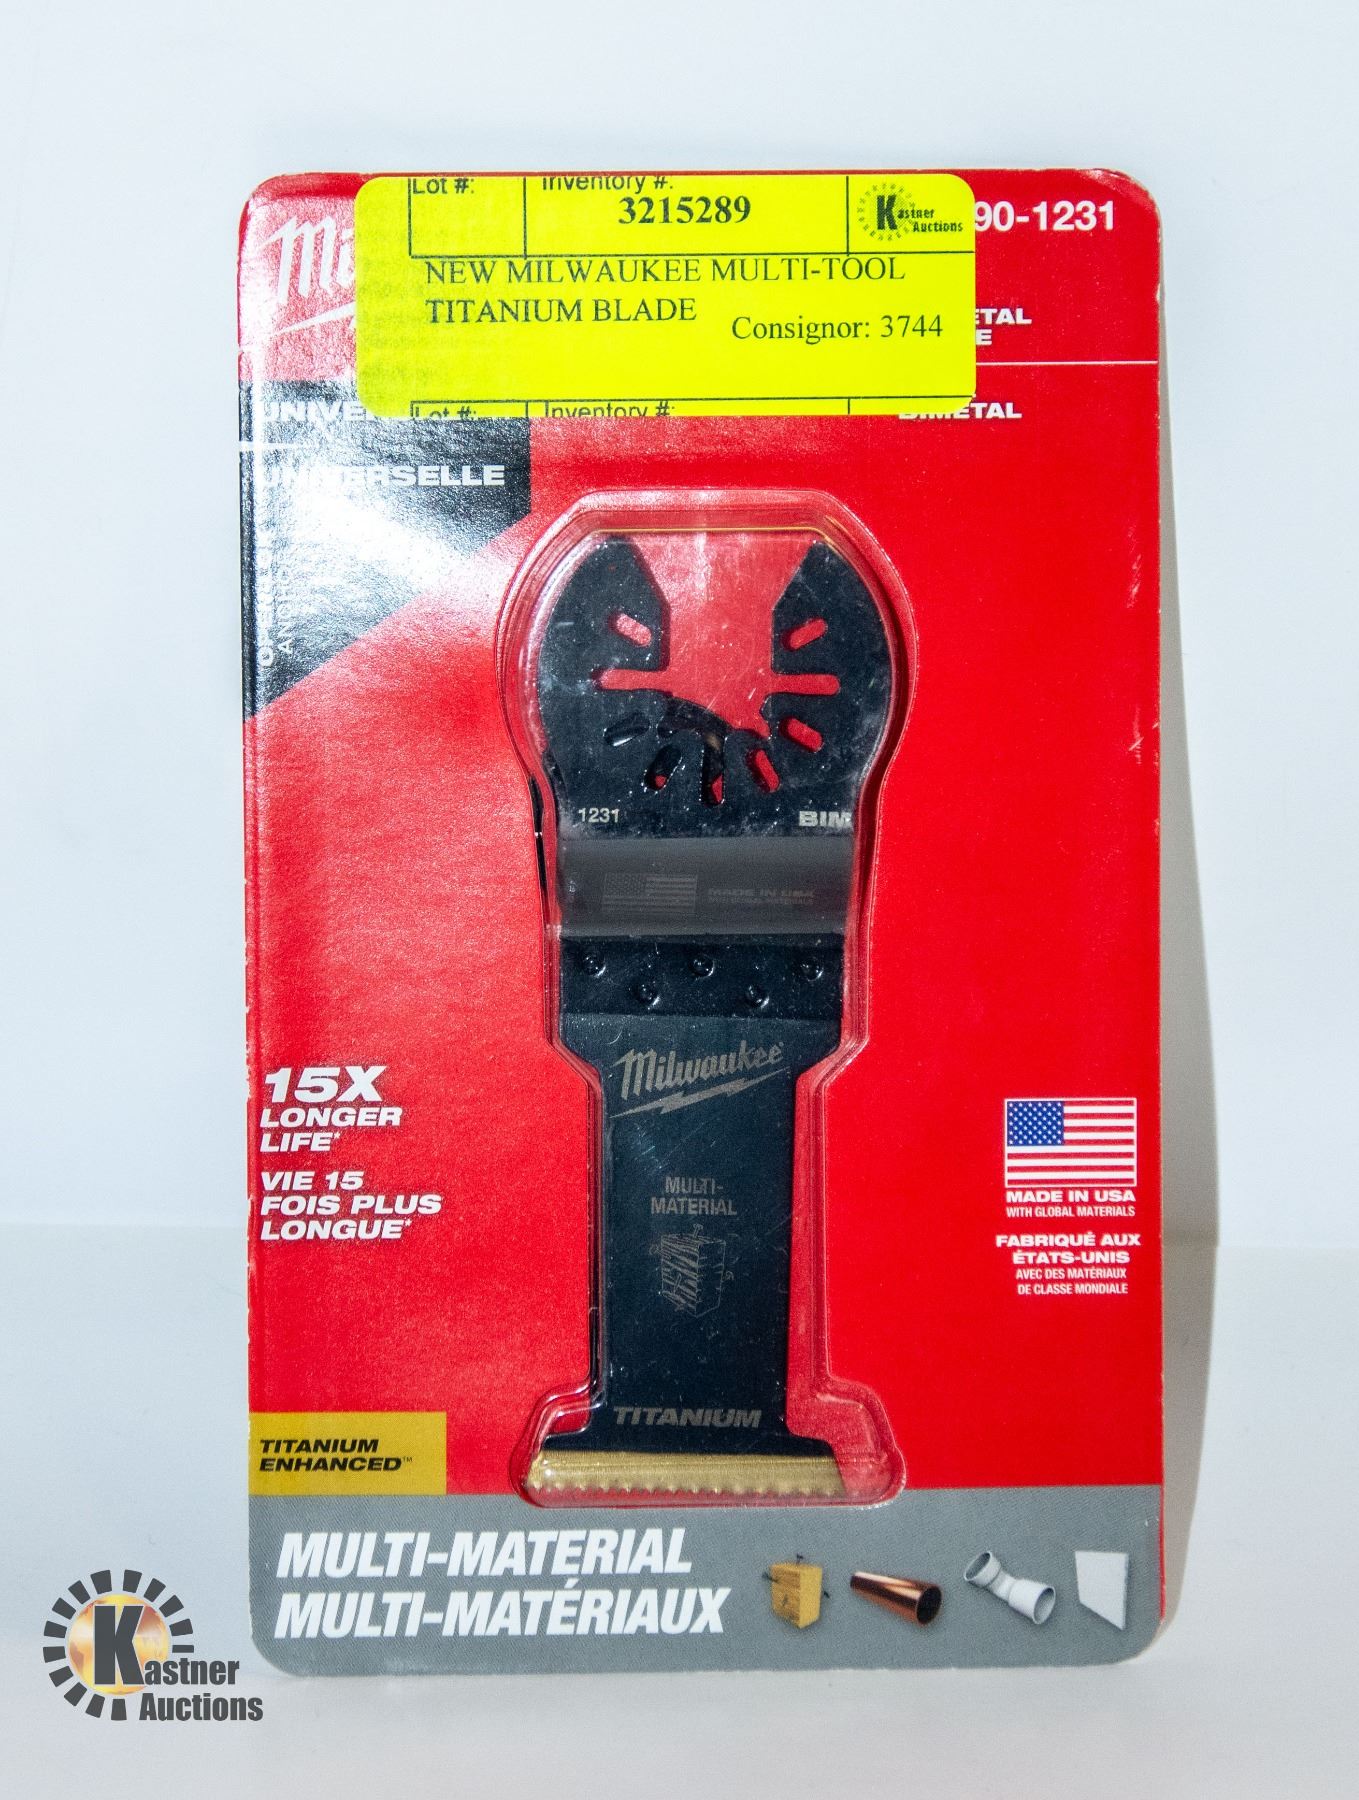 Lot #:
Inventory #:
3215289
Kastner
Auctions
90-1231
NEW MILWAUKEE MULTI-TOOL
TITANIUM BLADE
Consignor: 3744
Lot #:
Inventory #:
BIMETAL
UNIVERSELLE
1231
BIM
MADE IN USA
Milwaukee
MULTI-
MATERIAL
TITANIUM
15X
LONGER
LIFE*
VIE 15
FOIS PLUS
LONGUE*
MADE IN USA
WITH GLOBAL MATERIALS
FABRIQUÉ AUX
ÉTATS-UNIS
AVEC DES MATÉRIAUX
DE CLASSE MONDIALE
TITANIUM
ENHANCED™
MULTI-MATERIAL
MULTI-MATÉRIAUX
Kastner
Auctions